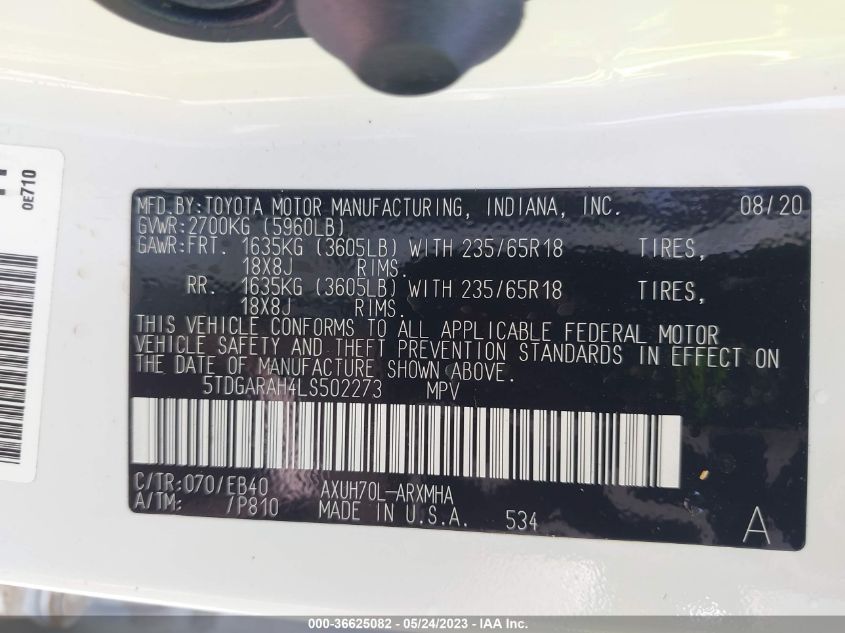 MFD.BY:TOYOTA MOTOR MANUFACTURING, INDIANA, INC. 08/20
GVWR:2700KG (5960LB)
GAWR:FRT. 1635KG (3605LB) WITH 235/65R18 TIRES,
18X8J RIMS.
RR. 1635KG (3605LB) WITH 235/65R18 TIRES,
18X8J RIMS.
THIS VEHICLE CONFORMS TO ALL APPLICABLE FEDERAL MOTOR
VEHICLE SAFETY AND THEFT PREVENTION STANDARDS IN EFFECT ON
THE DATE OF MANUFACTURE SHOWN ABOVE.
5TDGARAH4LS502273 MPV
C/TR:070/EB40 AXUH70L-ARXMHA
A/TM: /P810 MADE IN U.S.A. 534 A
0E710
000-36625082 - 05/24/2023 - IAA Inc.